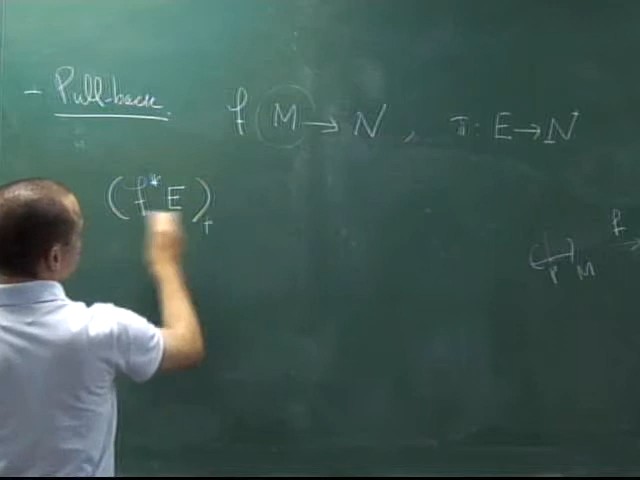 - Pull-back. f M → N, π: E → N
(f* E)
f →
p M